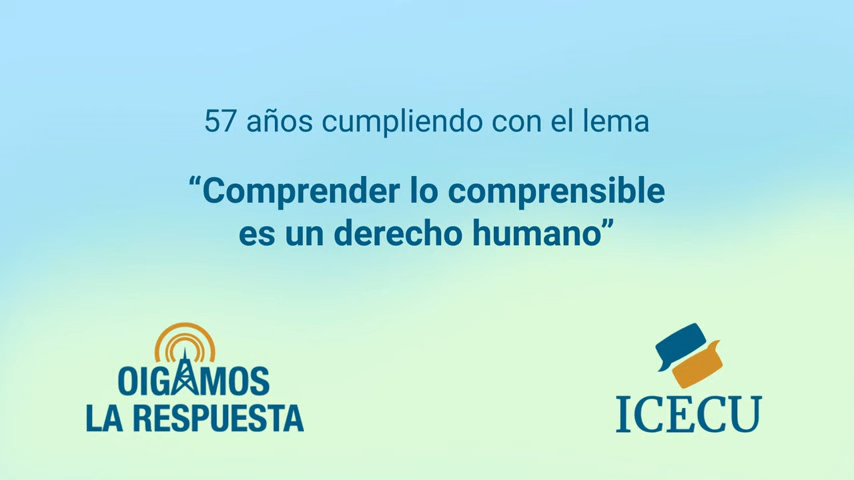 57 años cumpliendo con el lema
“Comprender lo comprensible
es un derecho humano”
OIGAMOS
LA RESPUESTA
ICECU